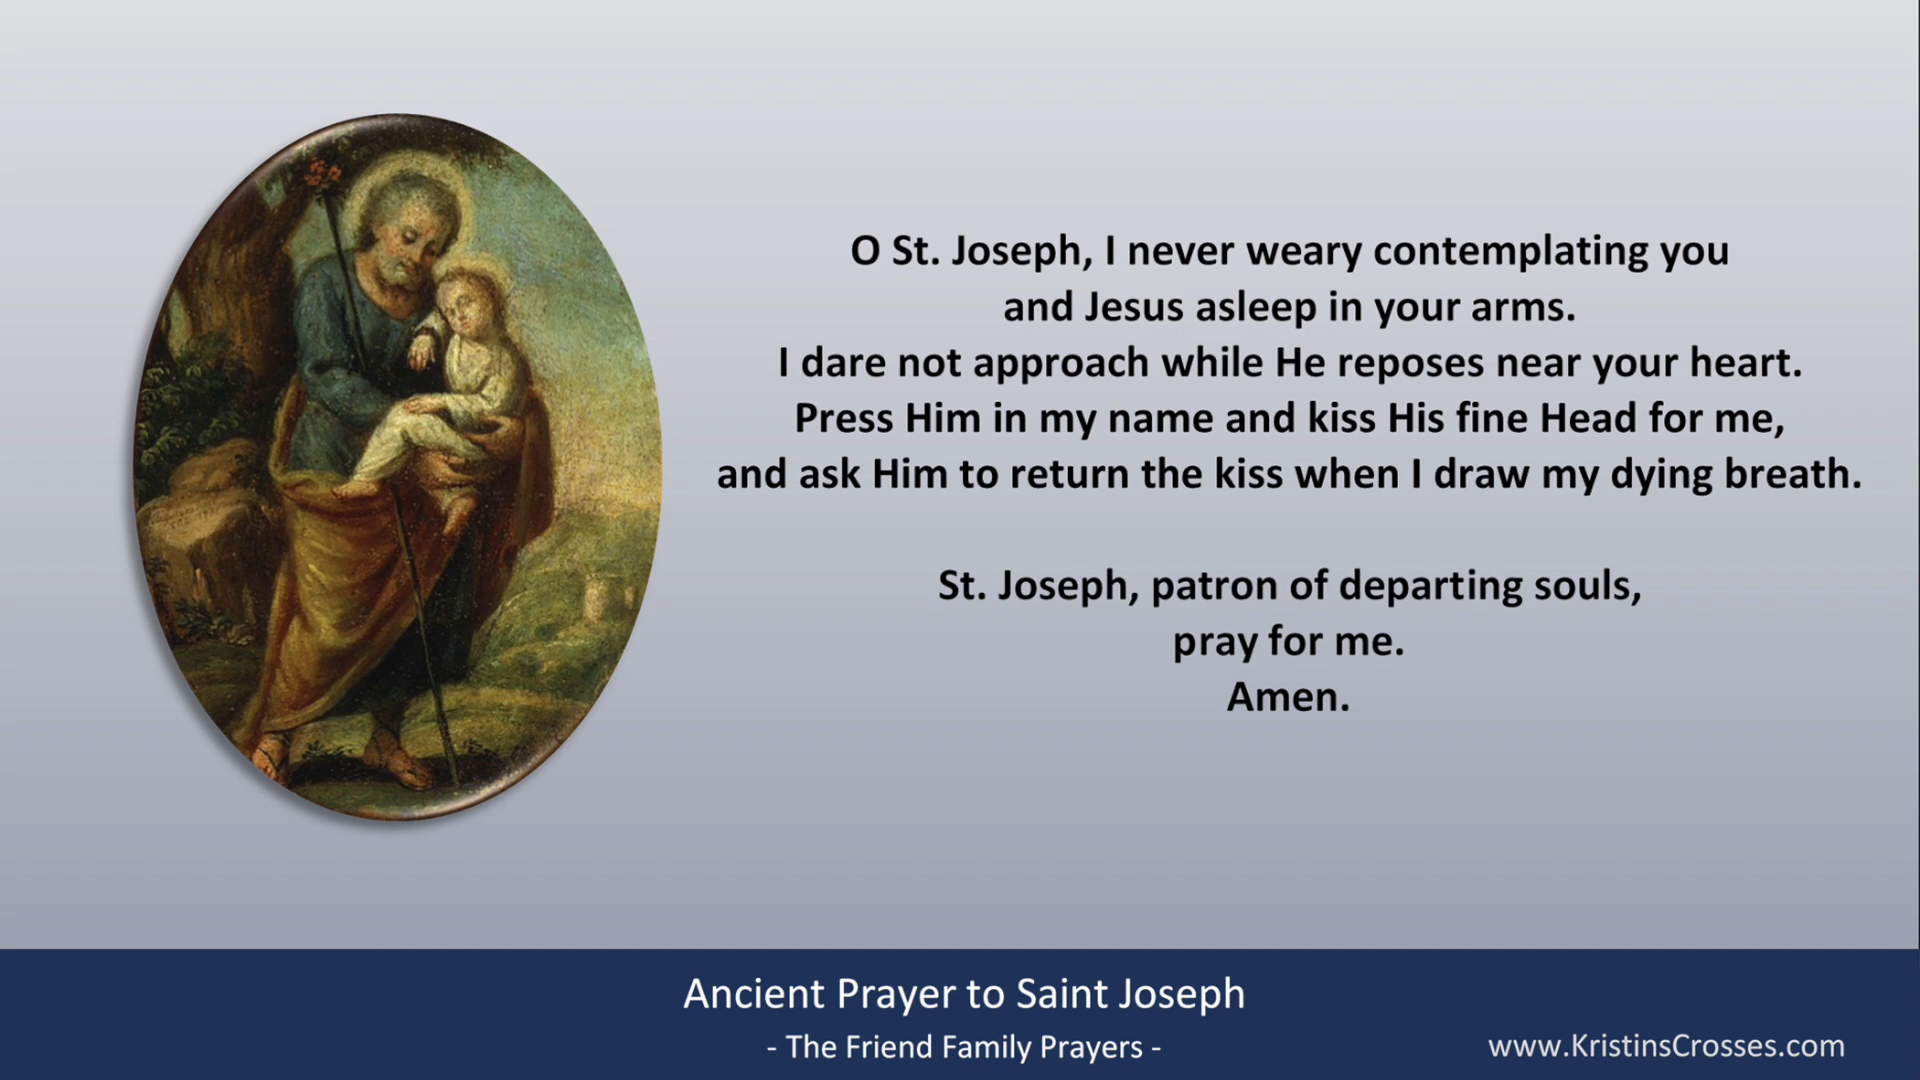 O St. Joseph, I never weary contemplating you
and Jesus asleep in your arms.
I dare not approach while He reposes near your heart.
Press Him in my name and kiss His fine Head for me,
and ask Him to return the kiss when I draw my dying breath.
St. Joseph, patron of departing souls,
pray for me.
Amen.
Ancient Prayer to Saint Joseph
- The Friend Family Prayers -
www.KristinsCrosses.com